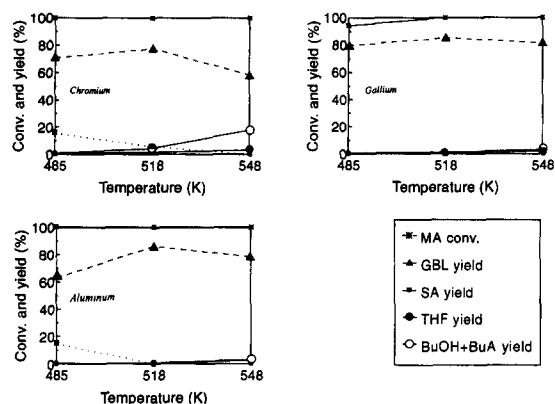 Conv. and yield (%)
100
80
60
40
20
0
Chromium
485
518
548
Temperature (K)
Conv. and yield (%)
100
80
60
40
20
0
Gallium
485
518
548
Temperature (K)
Conv. and yield (%)
100
80
60
40
20
0
Aluminum
485
518
548
Temperature (K)
MA conv.
GBL yield
SA yield
THF yield
BuOH+BuA yield